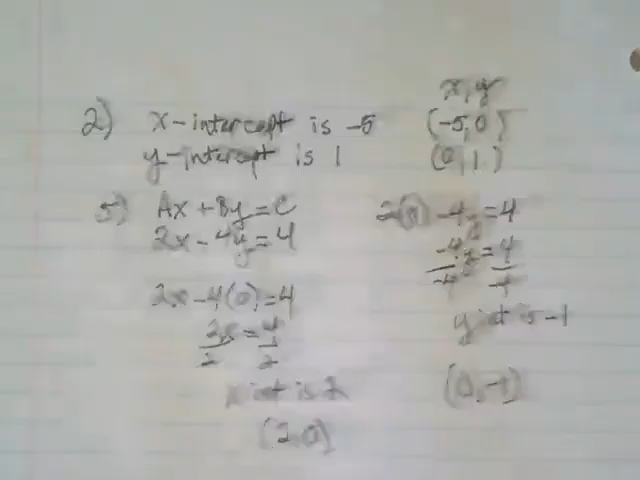 2) x-intercept is -5
y-intercept is 1
x, y
(-5, 0)
(0, 1)
5) Ax + By = C
2x - 4y = 4
2x - 4(0) = 4
2x = 4
2 2
x int is 2
(2, 0)
2(0) - 4y = 4
-4y = 4
-4 -4
y int is -1
(0, -1)